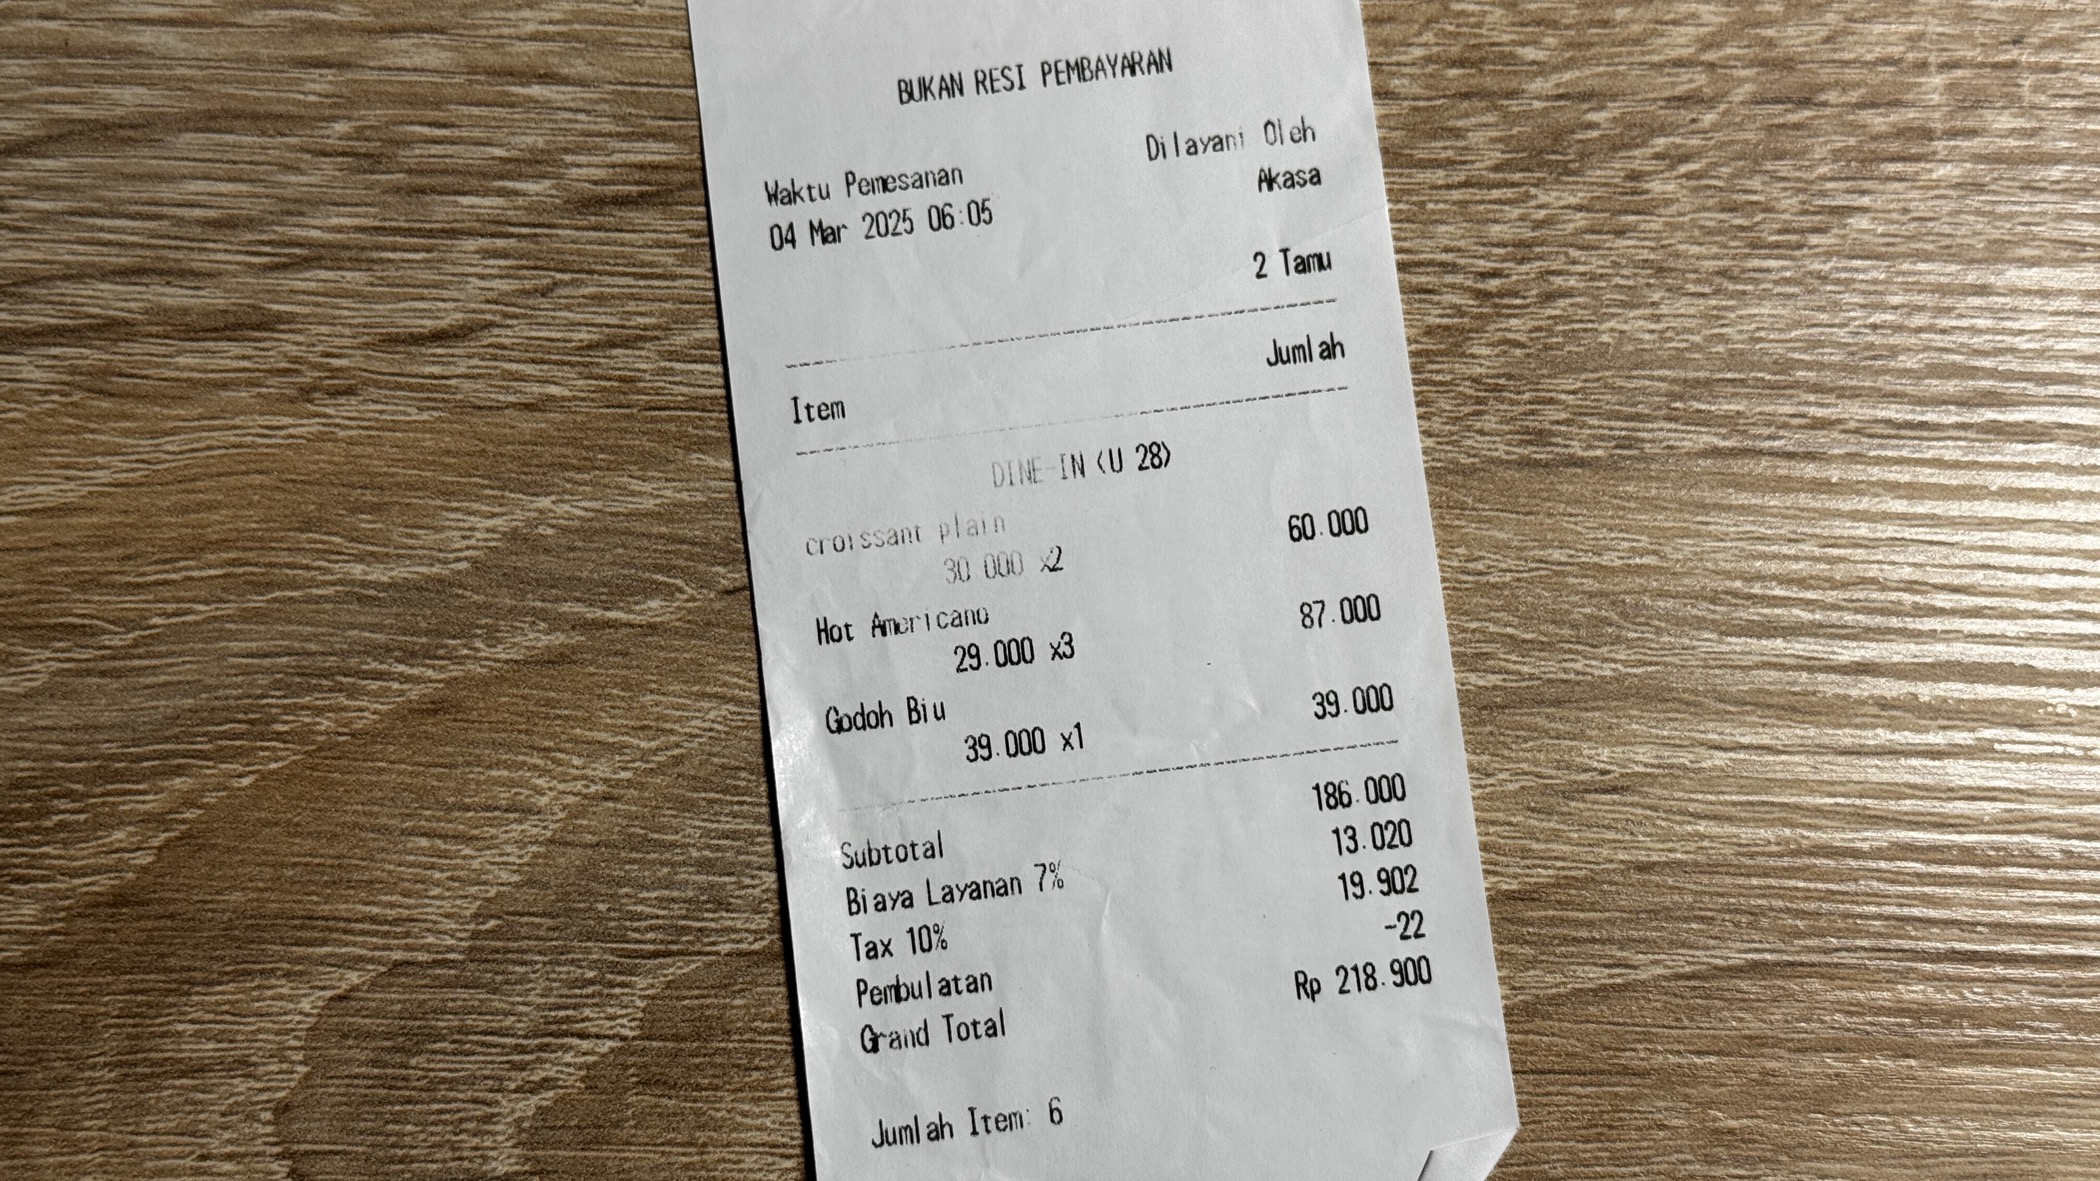 BUKAN RESI PEMBAYARAN
Waktu Pemesanan Dilayani Oleh
04 Mar 2025 06:05 Akasa
2 Tamu
Item Jumlah
DINE-IN (U 28)
croissant plain 60.000
30.000 x2
Hot Americano 87.000
29.000 x3
Godoh Biu 39.000
39.000 x1
Subtotal 186.000
Biaya Layanan 7% 13.020
Tax 10% 19.902
Pembulatan -22
Grand Total Rp 218.900
Jumlah Item: 6